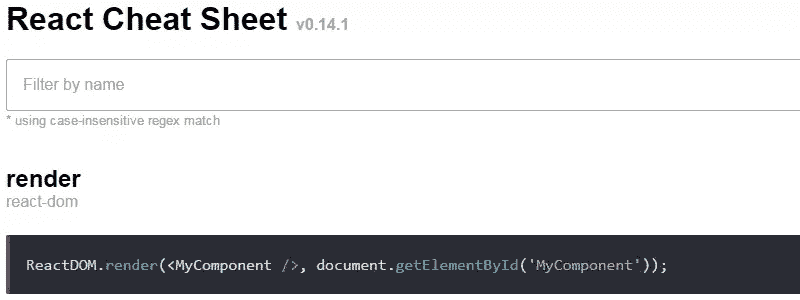 React Cheat Sheet v0.14.1
Filter by name
* using case-insensitive regex match
render
react-dom
ReactDOM.render(<MyComponent />, document.getElementById('MyComponent'));